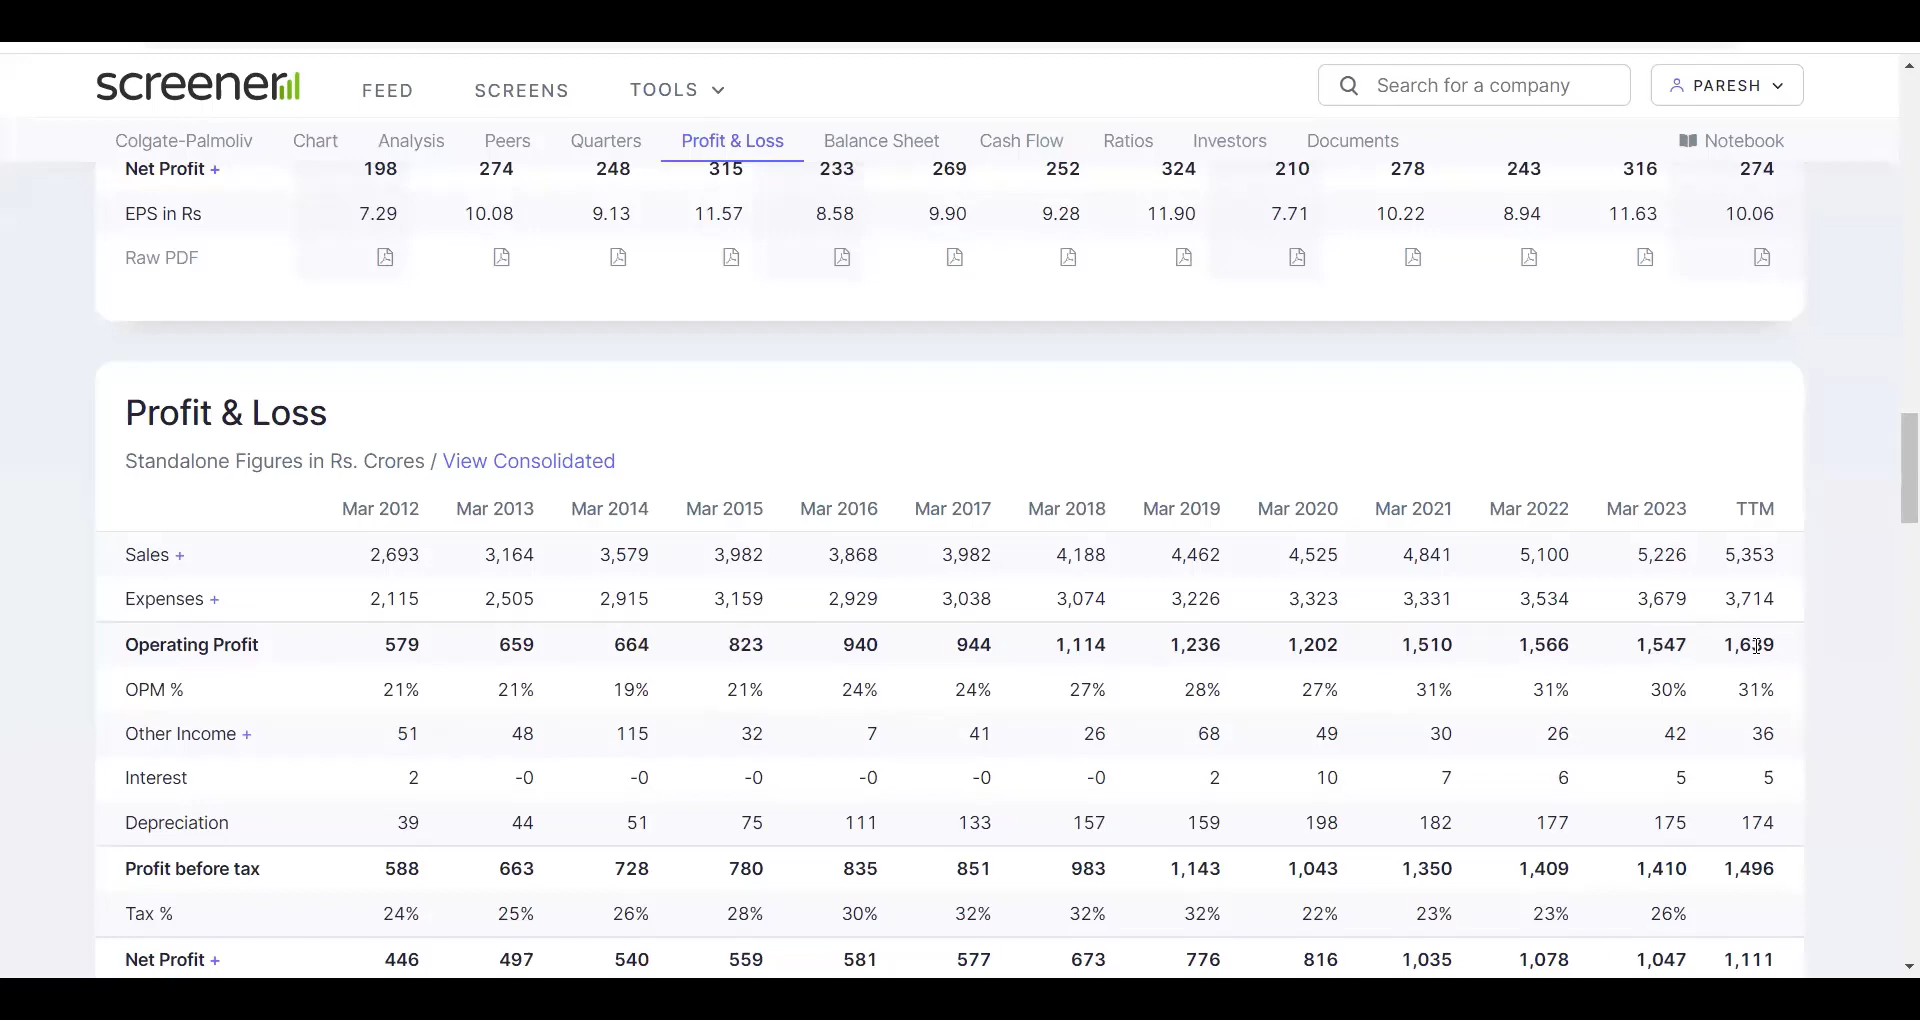 screener FEED SCREENS TOOLS Search for a company PARESH
Colgate-Palmoliv Chart Analysis Peers Quarters Profit & Loss Balance Sheet Cash Flow Ratios Investors Documents Notebook
Net Profit + 198 274 248 315 233 269 252 324 210 278 243 316 274
EPS in Rs 7.29 10.08 9.13 11.57 8.58 9.90 9.28 11.90 7.71 10.22 8.94 11.63 10.06
Raw PDF
Profit & Loss
Standalone Figures in Rs. Crores / View Consolidated
Mar 2012 Mar 2013 Mar 2014 Mar 2015 Mar 2016 Mar 2017 Mar 2018 Mar 2019 Mar 2020 Mar 2021 Mar 2022 Mar 2023 TTM
Sales + 2,693 3,164 3,579 3,982 3,868 3,982 4,188 4,462 4,525 4,841 5,100 5,226 5,353
Expenses + 2,115 2,505 2,915 3,159 2,929 3,038 3,074 3,226 3,323 3,331 3,534 3,679 3,714
Operating Profit 579 659 664 823 940 944 1,114 1,236 1,202 1,510 1,566 1,547 1,639
OPM % 21% 21% 19% 21% 24% 24% 27% 28% 27% 31% 31% 30% 31%
Other Income + 51 48 115 32 7 41 26 68 49 30 26 42 36
Interest 2 -0 -0 -0 -0 -0 -0 2 10 7 6 5 5
Depreciation 39 44 51 75 111 133 157 159 198 182 177 175 174
Profit before tax 588 663 728 780 835 851 983 1,143 1,043 1,350 1,409 1,410 1,496
Tax % 24% 25% 26% 28% 30% 32% 32% 32% 22% 23% 23% 26%
Net Profit + 446 497 540 559 581 577 673 776 816 1,035 1,078 1,047 1,111